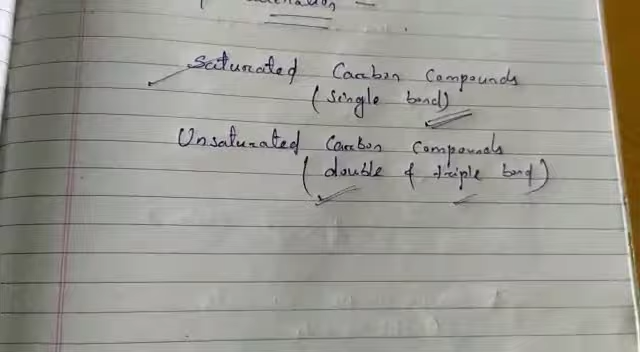 Saturated Carbon Compounds
(single bond)
Unsaturated Carbon Compounds
(double & triple bond)